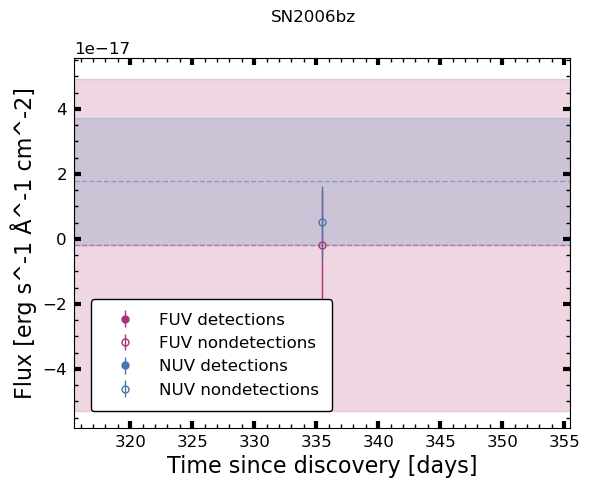 SN2006bz
1e−17
Flux [erg s^-1 Å^-1 cm^-2]
4
2
0
−2
−4
FUV detections
FUV nondetections
NUV detections
NUV nondetections
320 325 330 335 340 345 350 355
Time since discovery [days]